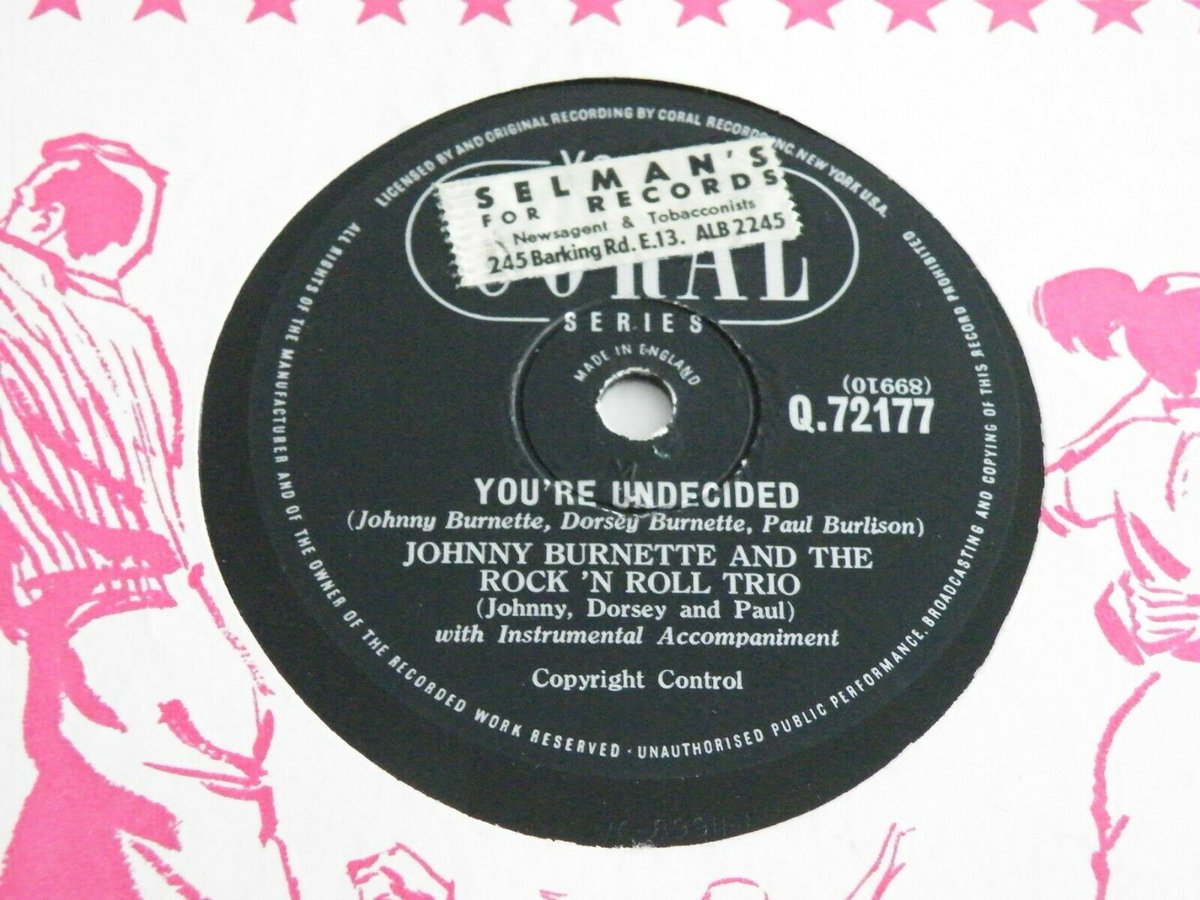 LICENSED BY AND ORIGINAL RECORDING BY CORAL RECORDS INC. NEW YORK U.S.A.
SELMAN'S
FOR RECORDS
Newsagent & Tobacconists
245 Barking Rd. E.13. ALB 2245
CORAL
SERIES
MADE IN ENGLAND
(89910)
Q.72177
YOU'RE UNDECIDED
(Johnny Burnette, Dorsey Burnette, Paul Burlison)
JOHNNY BURNETTE AND THE
ROCK 'N ROLL TRIO
(Johnny, Dorsey and Paul)
with Instrumental Accompaniment
Copyright Control
ALL RIGHTS OF THE MANUFACTURER AND OF THE OWNER OF THE RECORDED WORK RESERVED · UNAUTHORISED PUBLIC PERFORMANCE, BROADCASTING AND COPYING OF THIS RECORD PROHIBITED